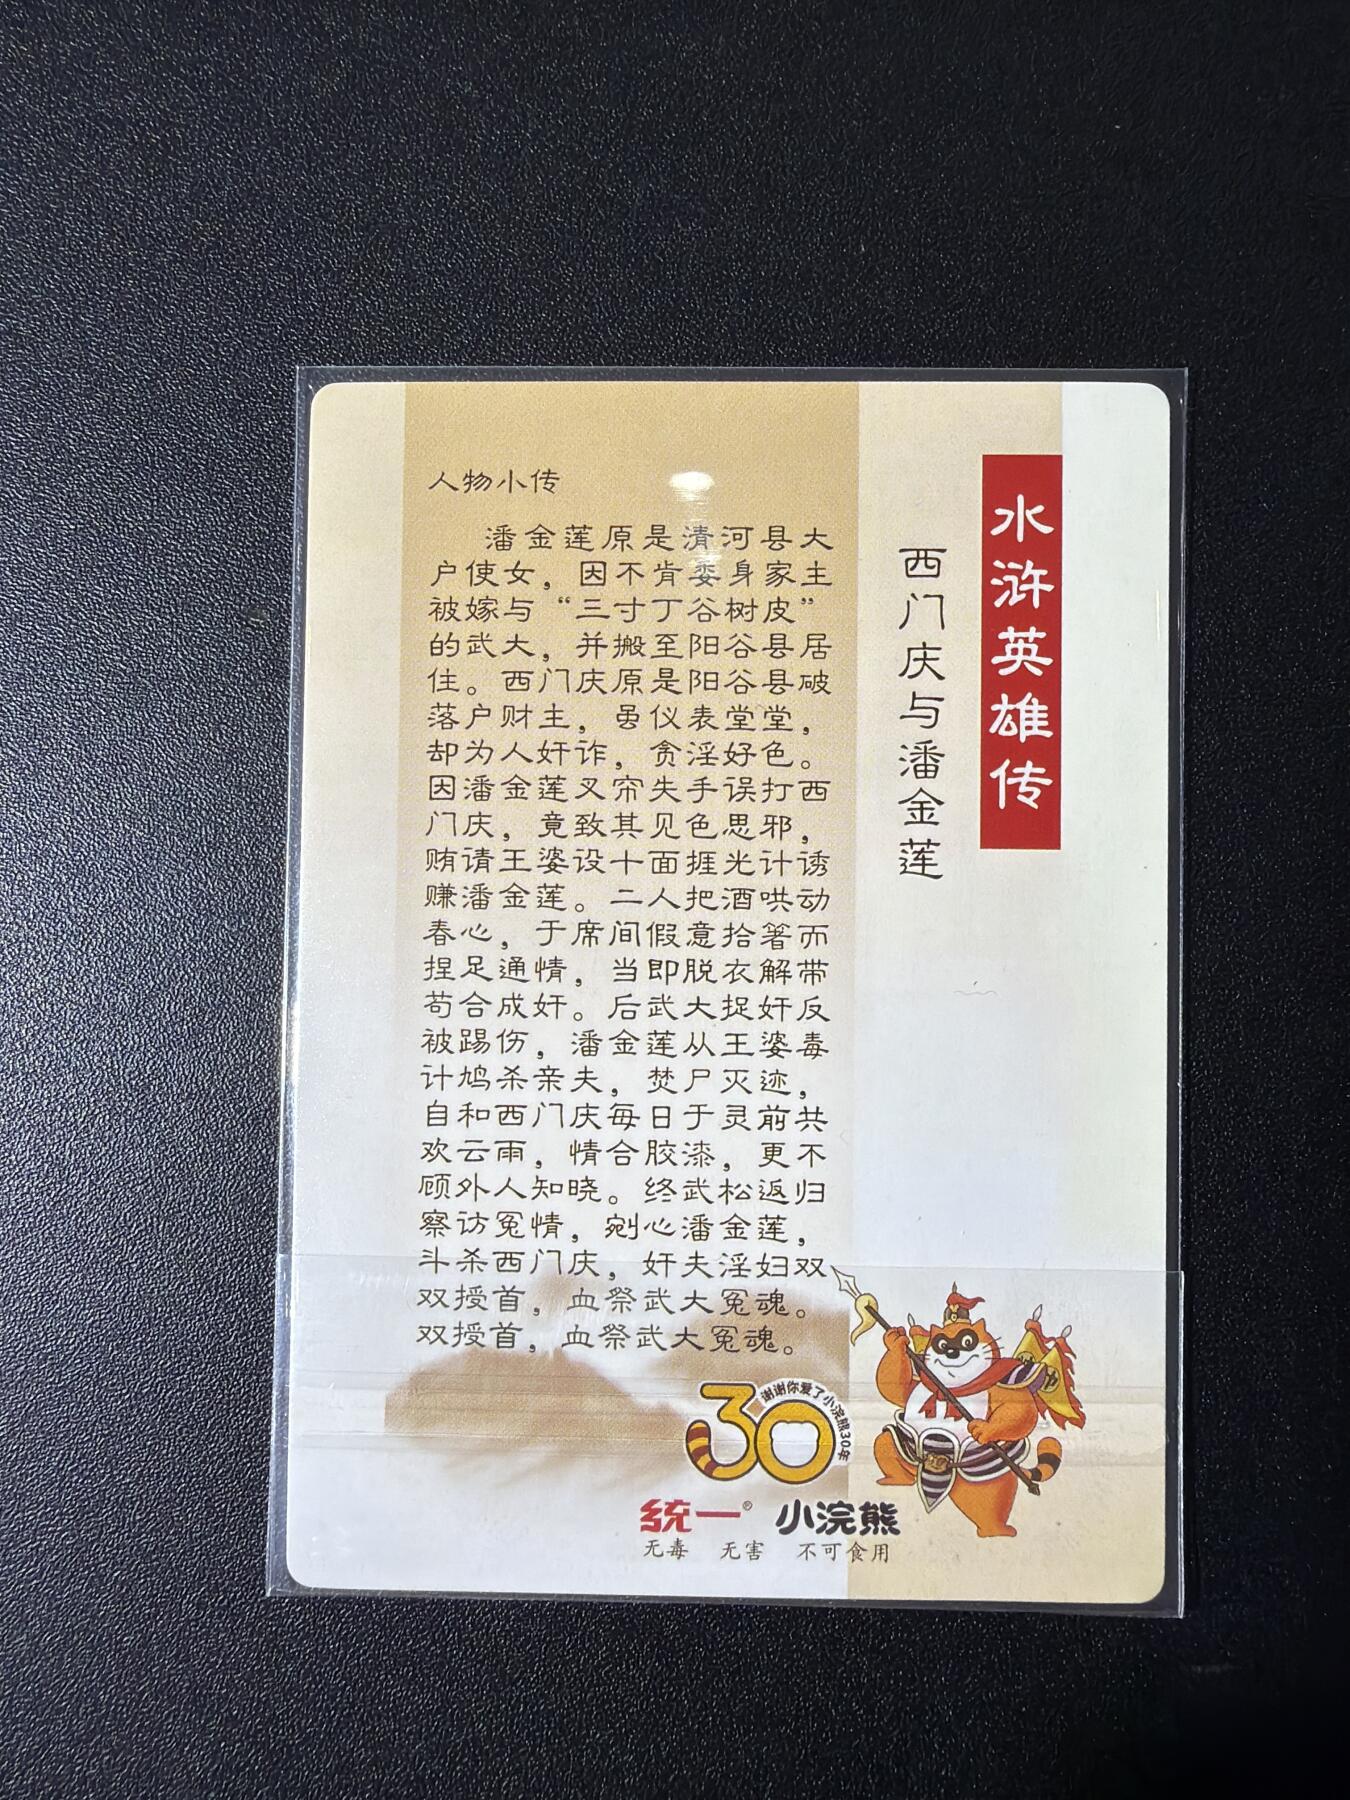 水浒英雄传
西门庆与潘金莲
人物小传
潘金莲原是清河县大
户使女，因不肯委身家主
被嫁与“三寸丁谷树皮”
的武大，并搬至阳谷县居
住。西门庆原是阳谷县破
落户财主，虽仪表堂堂，
却为人奸诈，贪淫好色。
因潘金莲叉帘失手误打西
门庆，竟致其见色思邪，
贿请王婆设十面捱光计诱
赚潘金莲。二人把酒哄动
春心，于席间假意拾箸而
捏足通情，当即脱衣解带
苟合成奸。后武大捉奸反
被踢伤，潘金莲从王婆毒
计鸩杀亲夫，焚尸灭迹，
自和西门庆每日于灵前共
欢云雨，情合胶漆，更不
顾外人知晓。终武松返归
察访冤情，剜心潘金莲，
斗杀西门庆，奸夫淫妇双
双授首，血祭武大冤魂。
双授首，血祭武大冤魂。
30
谢谢你爱了小浣熊30年
统一® 小浣熊
无毒 无害 不可食用